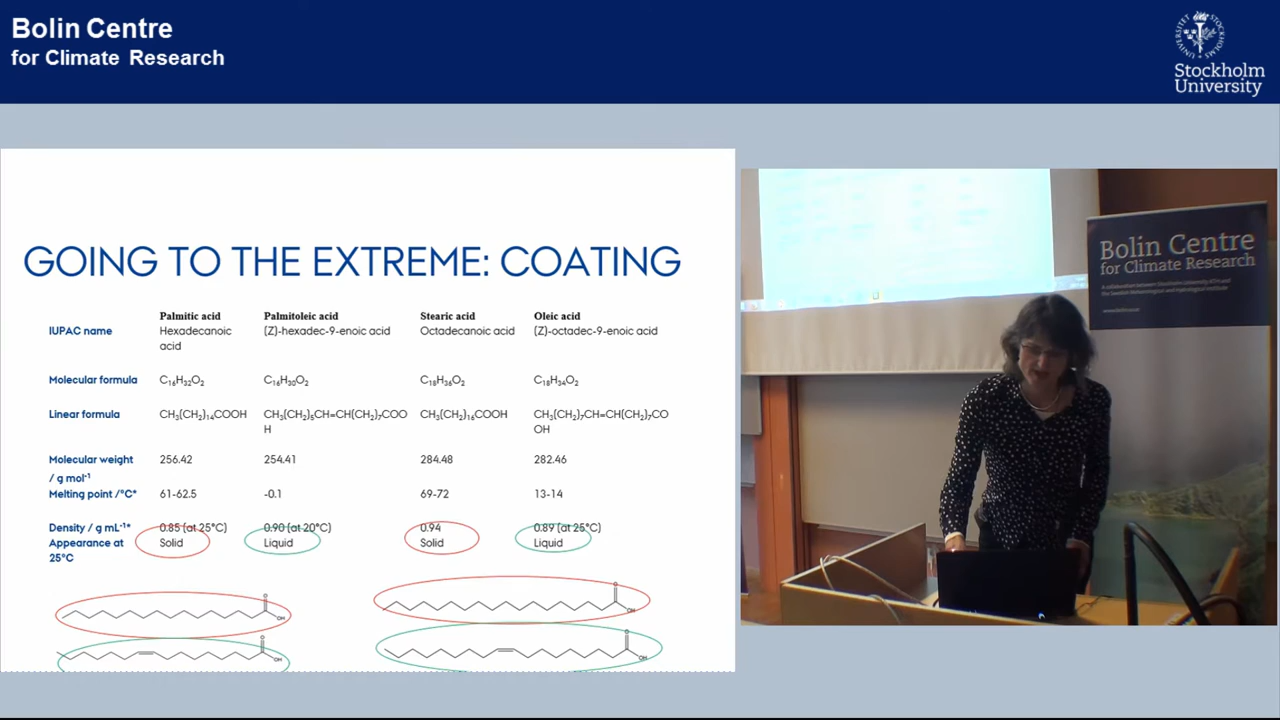 Bolin Centre
for Climate Research
Stockholm
University
GOING TO THE EXTREME: COATING
Palmitic acid Palmitoleic acid Stearic acid Oleic acid
IUPAC name Hexadecanoic (Z)-hexadec-9-enoic acid Octadecanoic acid (Z)-octadec-9-enoic acid
acid
Molecular formula C₁₆H₃₂O₂ C₁₆H₃₀O₂ C₁₈H₃₆O₂ C₁₈H₃₄O₂
Linear formula CH₃(CH₂)₁₄COOH CH₃(CH₂)₅CH=CH(CH₂)₇COO CH₃(CH₂)₁₆COOH CH₃(CH₂)₇CH=CH(CH₂)₇CO
H OH
Molecular weight 256.42 254.41 284.48 282.46
/ g mol⁻¹
Melting point /°C* 61-62.5 -0.1 69-72 13-14
Density / g mL⁻¹* 0.85 (at 25°C) 0.90 (at 20°C) 0.94 0.89 (at 25°C)
Appearance at Solid Liquid Solid Liquid
25°C
O
OH
O
OH
O
OH
O
OH
Bolin Centre
for Climate Research